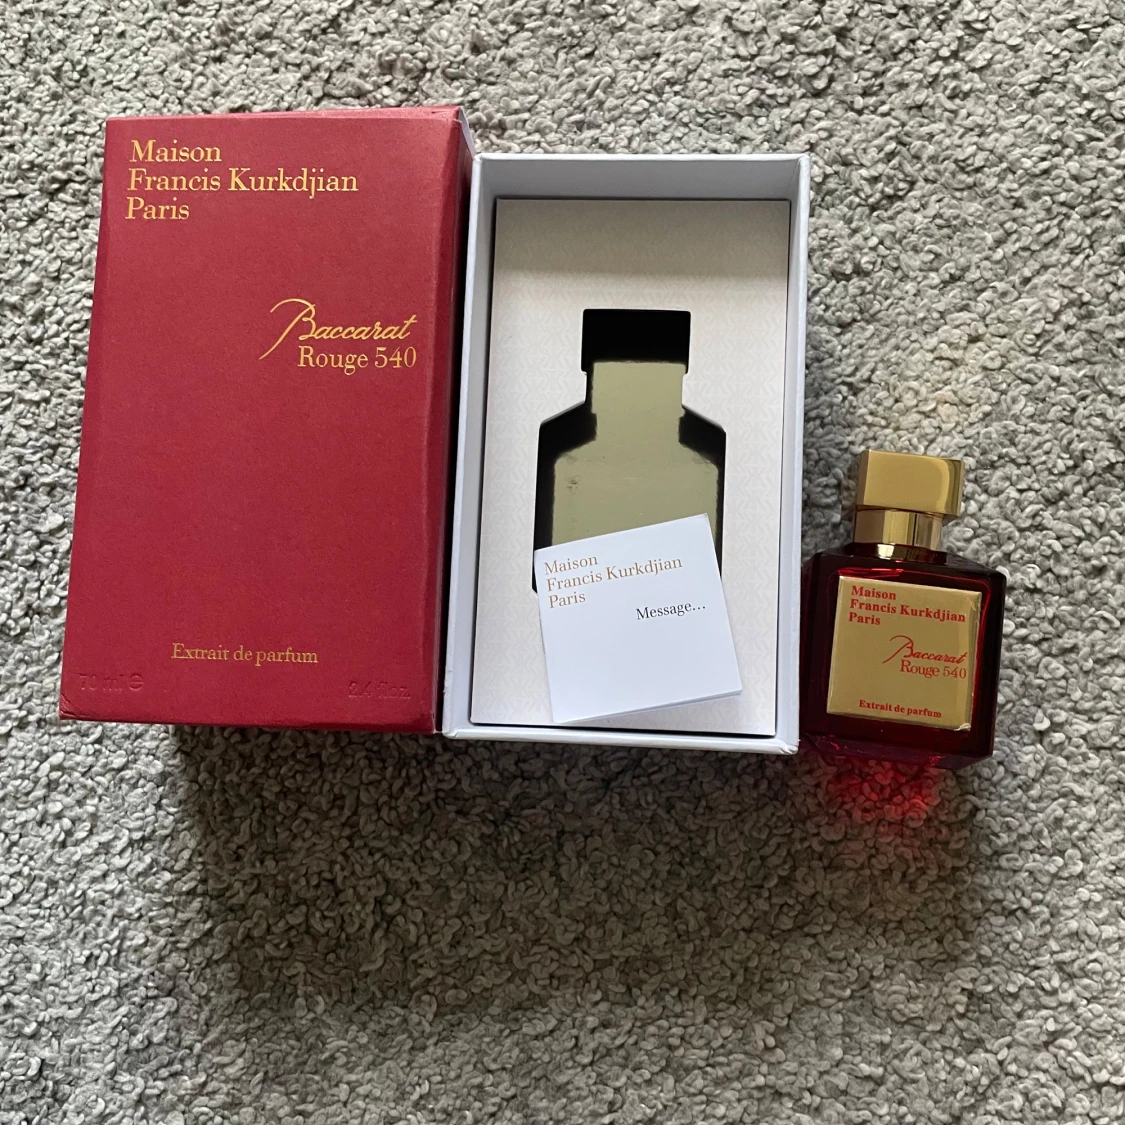 Maison
Francis Kurkdjian
Paris
Baccarat
Rouge 540
Extrait de parfum
70 ml ℮
2.4 fl.oz.
Maison
Francis Kurkdjian
Paris
Message...
Maison
Francis Kurkdjian
Paris
Baccarat
Rouge 540
Extrait de parfum